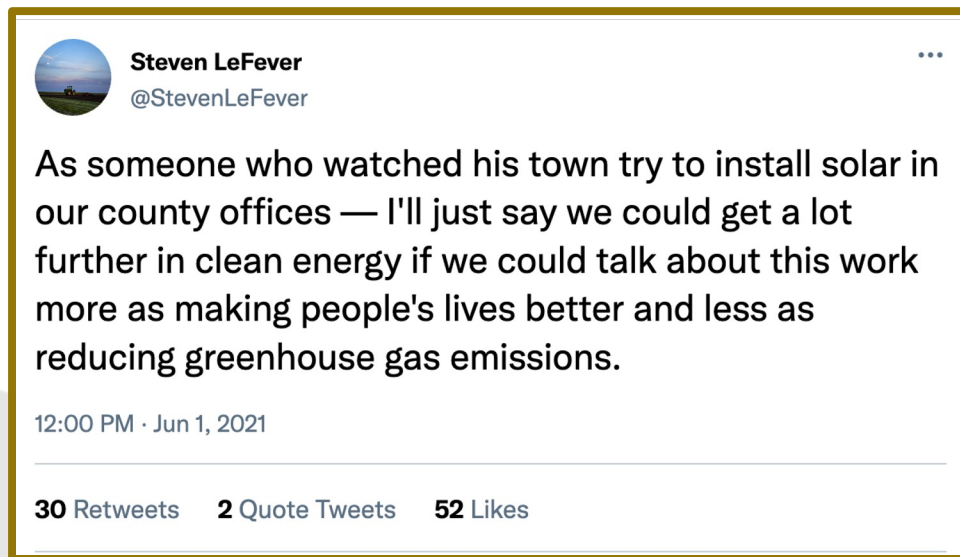 Steven LeFever
@StevenLeFever
As someone who watched his town try to install solar in
our county offices — I'll just say we could get a lot
further in clean energy if we could talk about this work
more as making people's lives better and less as
reducing greenhouse gas emissions.
12:00 PM · Jun 1, 2021
30 Retweets 2 Quote Tweets 52 Likes